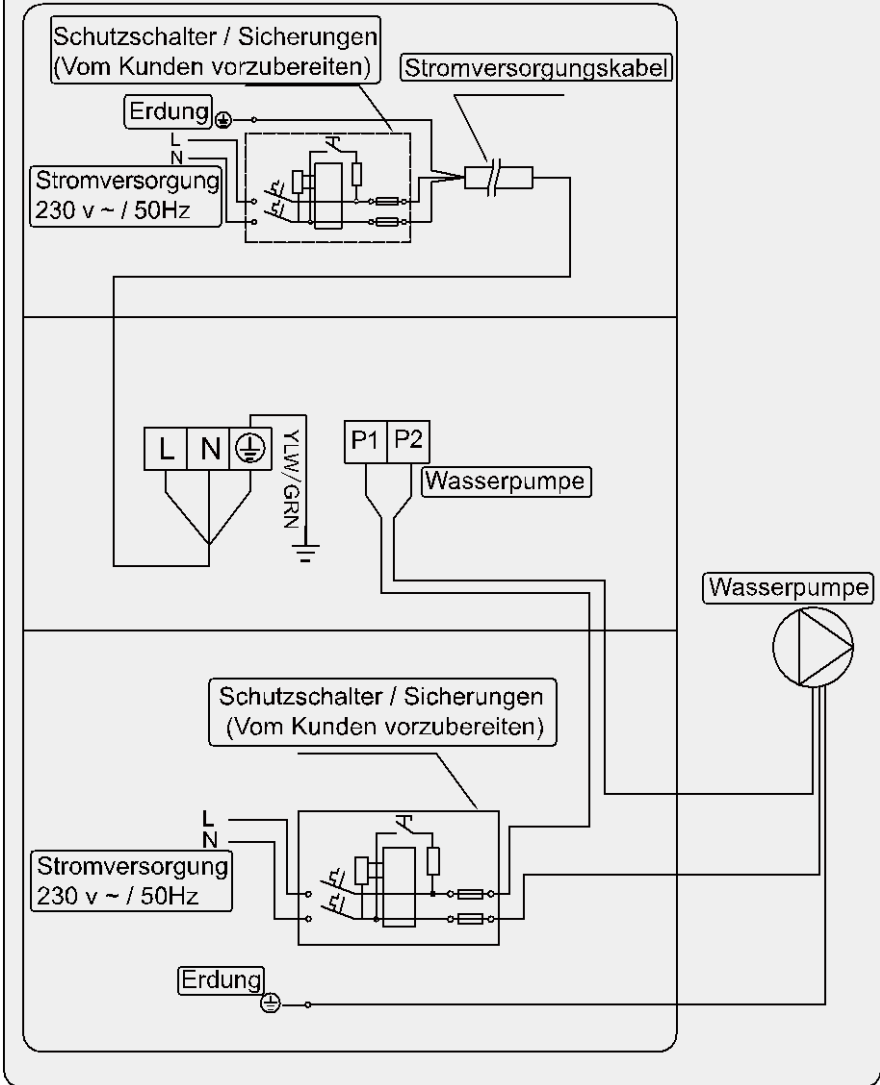 Schutzschalter / Sicherungen
(Vom Kunden vorzubereiten)
Stromversorgungskabel
Erdung
L
N
Stromversorgung
230 v ~ / 50Hz
L N
YLW/GRN
P1 P2
Wasserpumpe
Wasserpumpe
Schutzschalter / Sicherungen
(Vom Kunden vorzubereiten)
L
N
Stromversorgung
230 v ~ / 50Hz
Erdung